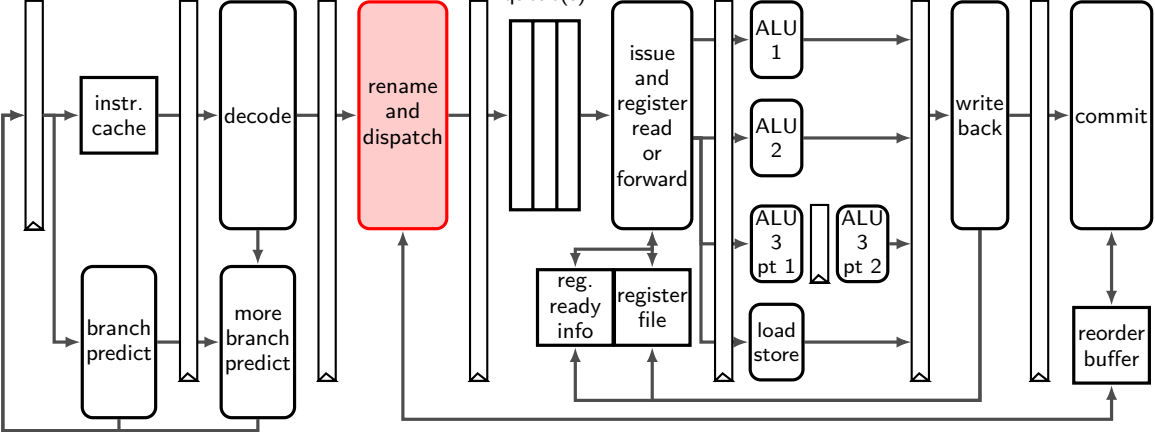 instr.
cache
decode
rename
and
dispatch
issue
and
register
read
or
forward
ALU
1
ALU
2
ALU
3
pt 1
ALU
3
pt 2
load
store
write
back
commit
branch
predict
more
branch
predict
reg.
ready
info
register
file
reorder
buffer